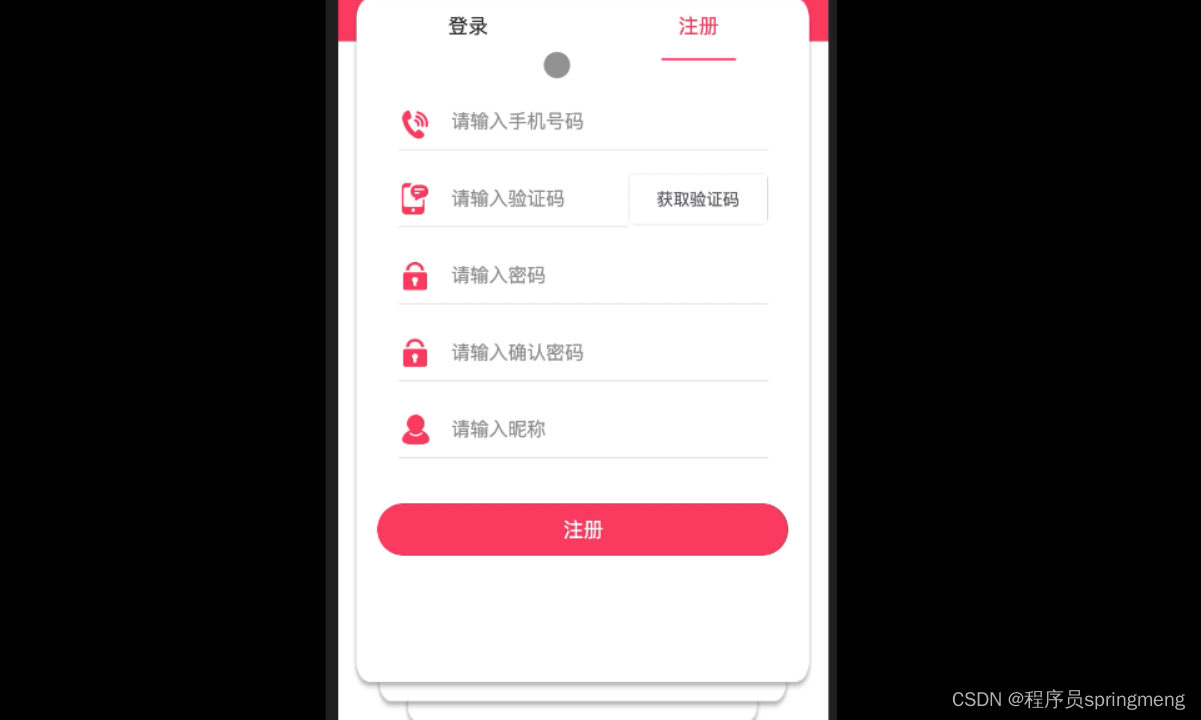 登录
注册
请输入手机号码
请输入验证码
获取验证码
请输入密码
请输入确认密码
请输入昵称
注册
CSDN @程序员springmeng